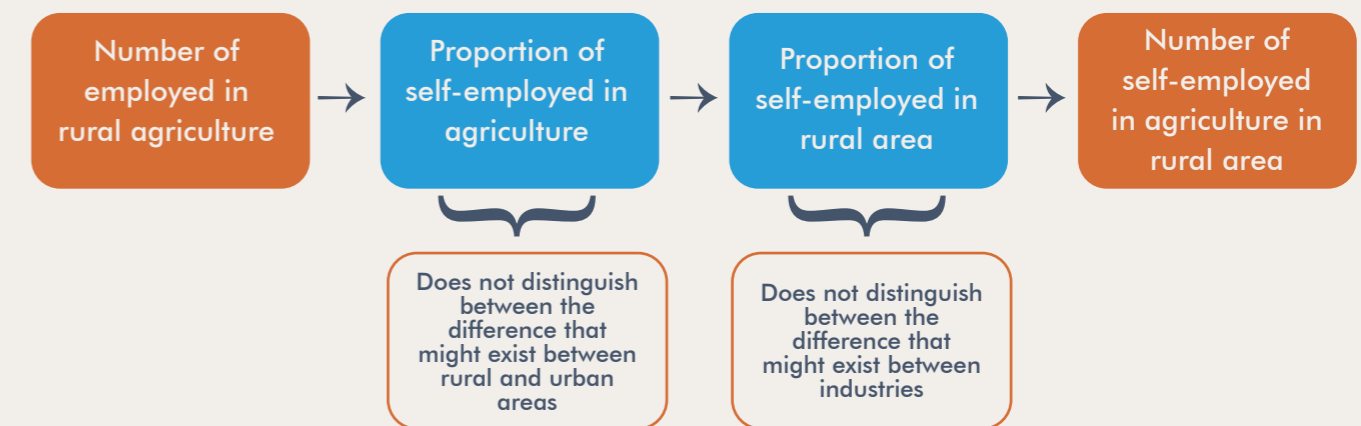 Number of
employed in
rural agriculture
Proportion of
self-employed in
agriculture
Proportion of
self-employed in
rural area
Number of
self-employed
in agriculture in
rural area
Does not distinguish
between the
difference that
might exist between
rural and urban
areas
Does not distinguish
between the
difference that
might exist between
industries